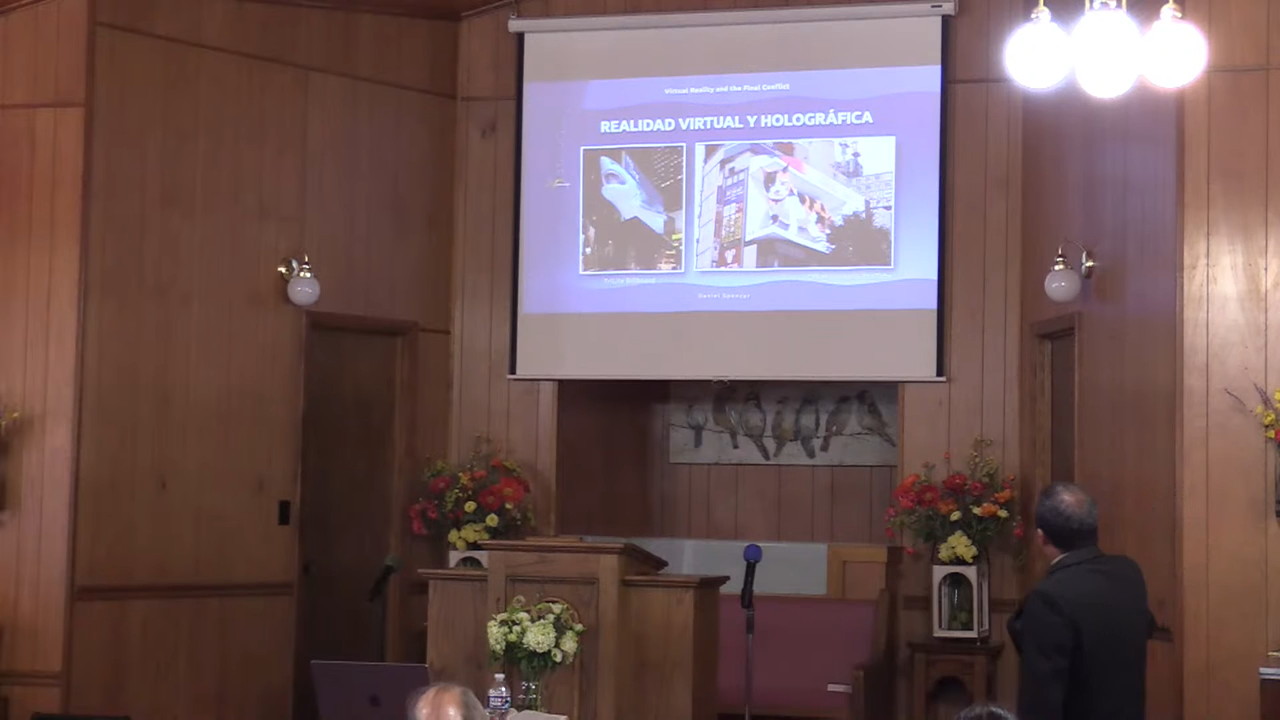 Virtual Reality and the Final Conflict
REALIDAD VIRTUAL Y HOLOGRÁFICA
Daniel Spencer